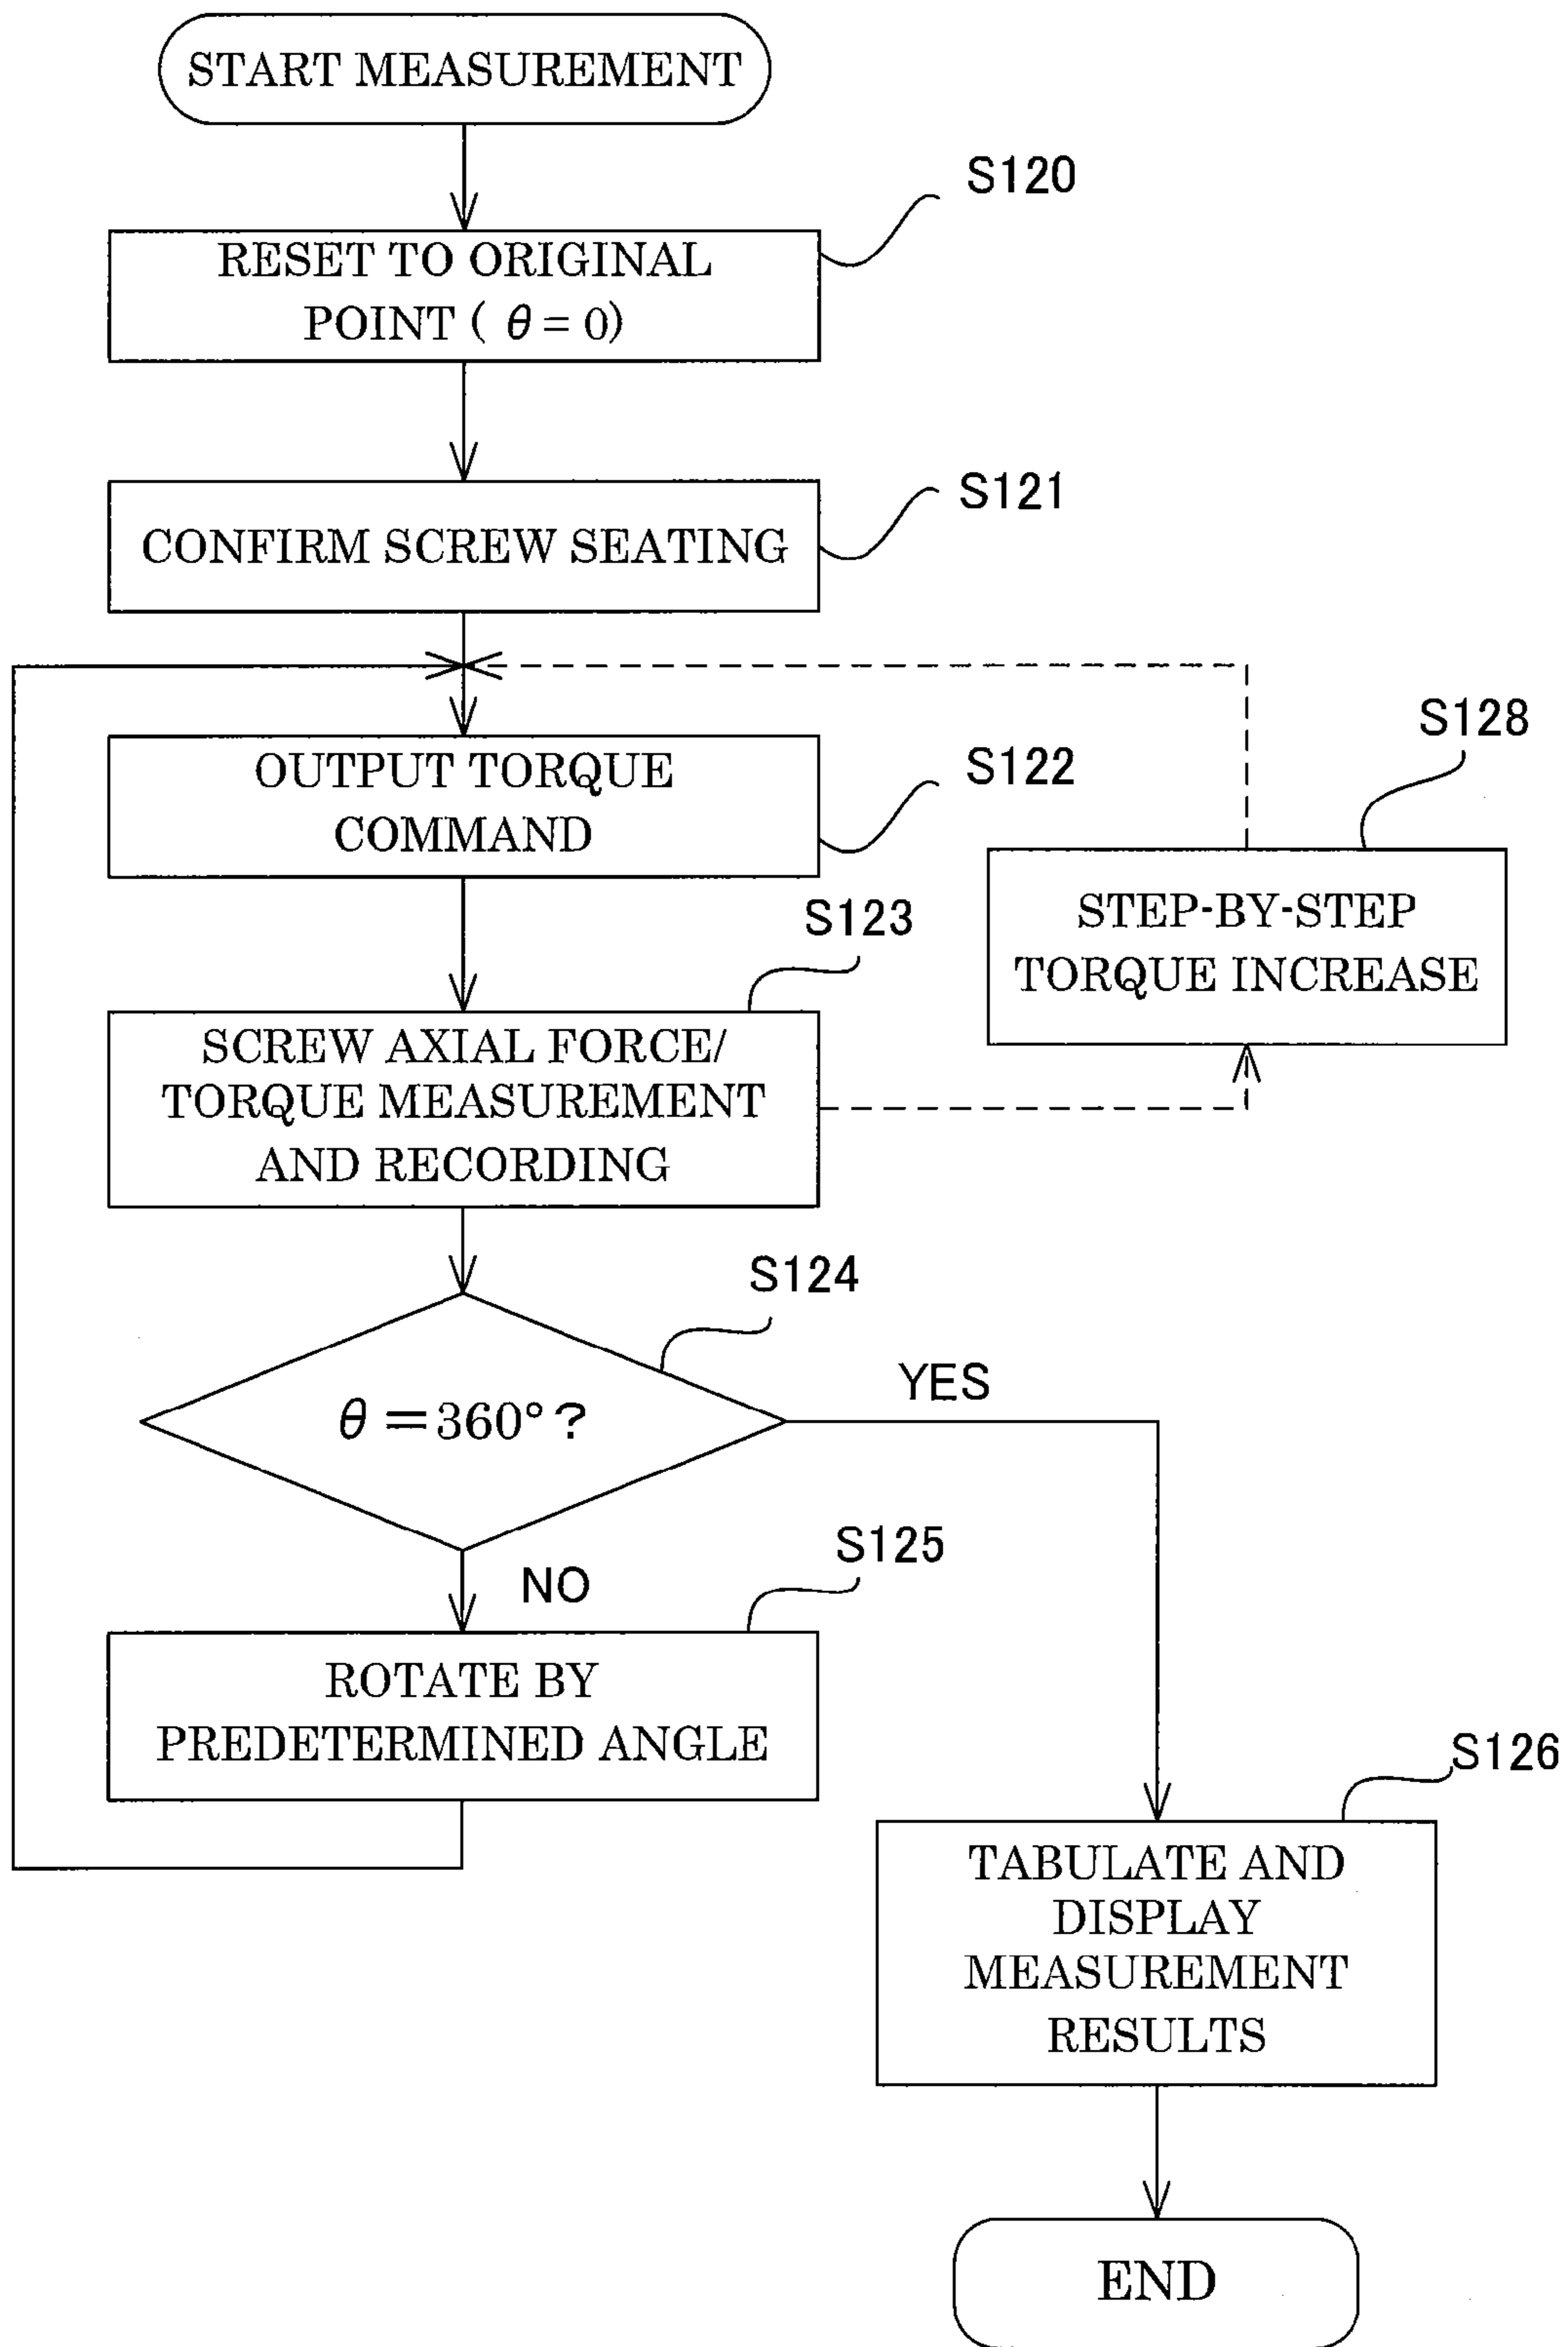 START MEASUREMENT
S120
RESET TO ORIGINAL
POINT ( θ = 0)
S121
CONFIRM SCREW SEATING
S122
OUTPUT TORQUE
COMMAND
S128
STEP-BY-STEP
TORQUE INCREASE
S123
SCREW AXIAL FORCE/
TORQUE MEASUREMENT
AND RECORDING
S124
θ =360°?
YES
NO
S125
ROTATE BY
PREDETERMINED ANGLE
S126
TABULATE AND
DISPLAY
MEASUREMENT
RESULTS
END